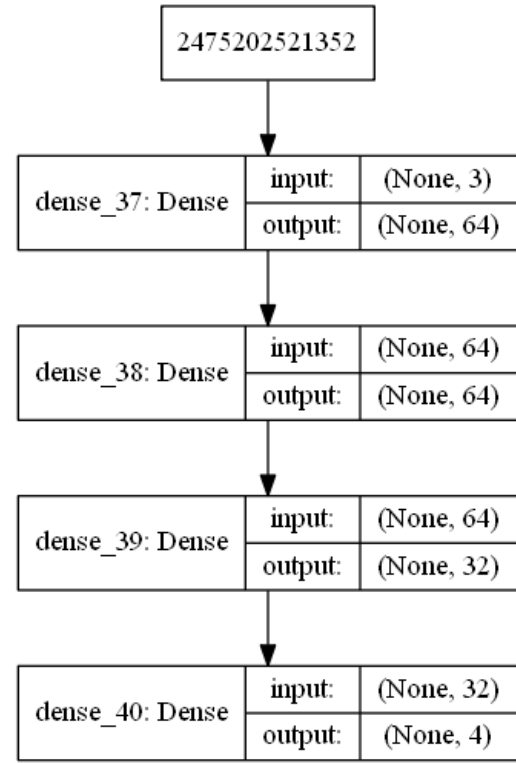 2475202521352
dense_37: Dense
input: (None, 3)
output: (None, 64)
dense_38: Dense
input: (None, 64)
output: (None, 64)
dense_39: Dense
input: (None, 64)
output: (None, 32)
dense_40: Dense
input: (None, 32)
output: (None, 4)